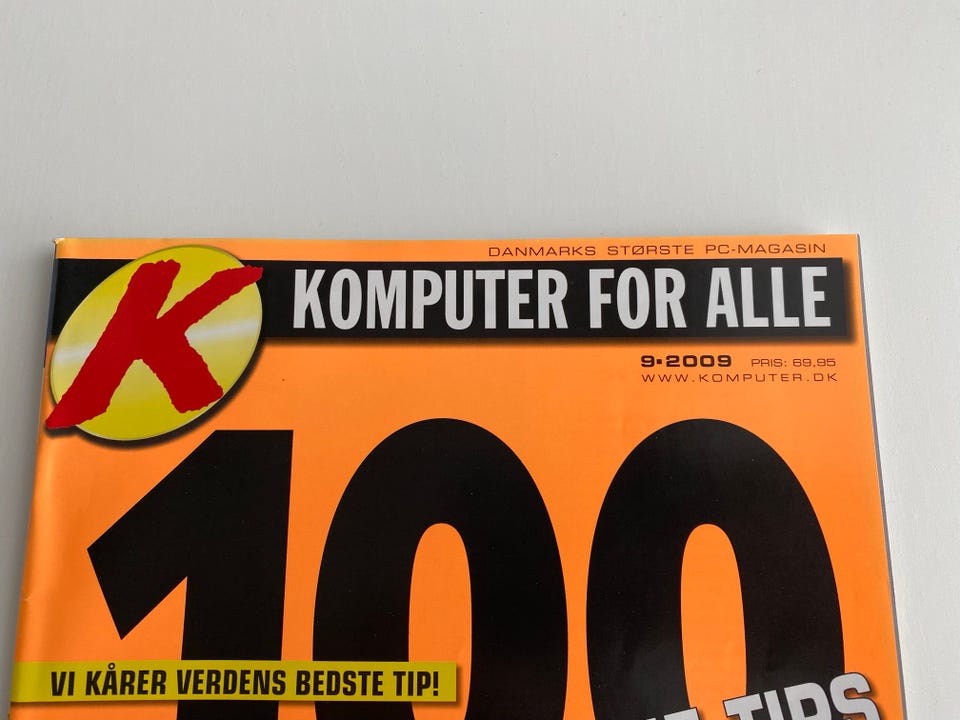 DANMARKS STØRSTE PC-MAGASIN
K KOMPUTER FOR ALLE
9▪2009 PRIS: 69,95
WWW.KOMPUTER.DK
100
VI KÅRER VERDENS BEDSTE TIP!
TIPS